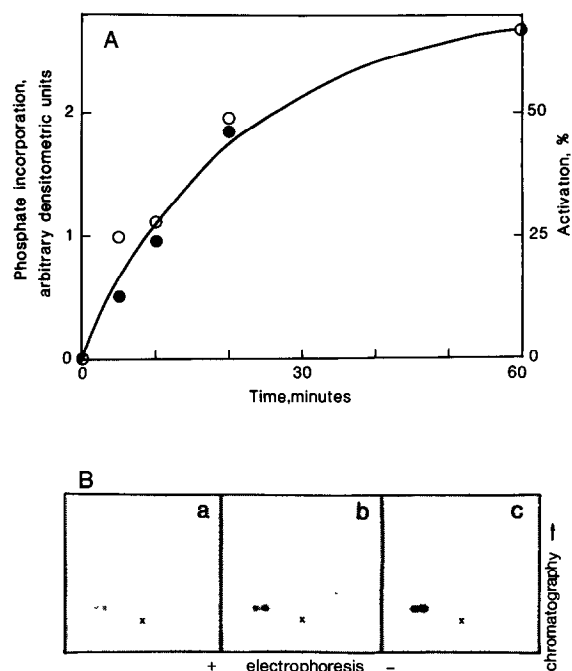 A
Phosphate incorporation,
arbitrary densitometric units
2
1
0
50
25
0
Activation, %
0
30
60
Time,minutes
B
a
b
c
x
x
x
chromatography →
+ electrophoresis −